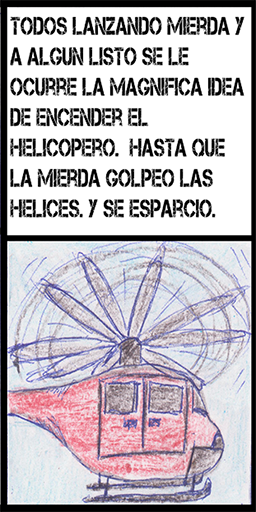 TODOS LANZANDO MIERDA Y
A ALGUN LISTO SE LE
OCURRE LA MAGNIFICA IDEA
DE ENCENDER EL
HELICOPERO. HASTA QUE
LA MIERDA GOLPEO LAS
HELICES. Y SE ESPARCIO.